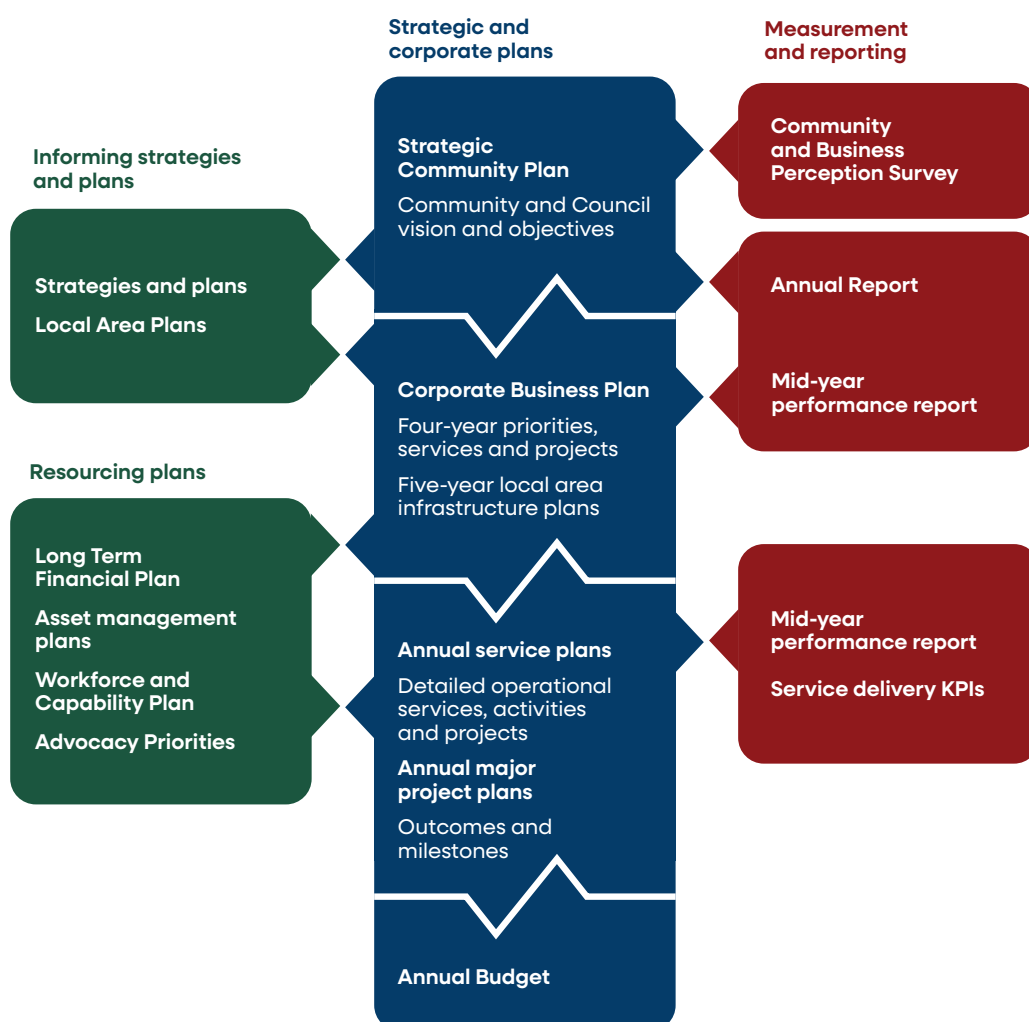 Informing strategies
and plans
Strategies and plans
Local Area Plans
Resourcing plans
Long Term
Financial Plan
Asset management
plans
Workforce and
Capability Plan
Advocacy Priorities
Strategic and
corporate plans
Strategic
Community Plan
Community and Council
vision and objectives
Corporate Business Plan
Four-year priorities,
services and projects
Five-year local area
infrastructure plans
Annual service plans
Detailed operational
services, activities
and projects
Annual major
project plans
Outcomes and
milestones
Annual Budget
Measurement
and reporting
Community
and Business
Perception Survey
Annual Report
Mid-year
performance report
Mid-year
performance report
Service delivery KPIs